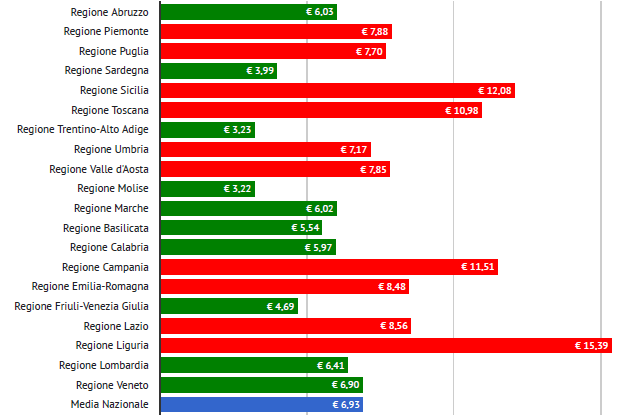 Regione Abruzzo € 6,03
Regione Piemonte € 7,88
Regione Puglia € 7,70
Regione Sardegna € 3,99
Regione Sicilia € 12,08
Regione Toscana € 10,98
Regione Trentino-Alto Adige € 3,23
Regione Umbria € 7,17
Regione Valle d'Aosta € 7,85
Regione Molise € 3,22
Regione Marche € 6,02
Regione Basilicata € 5,54
Regione Calabria € 5,97
Regione Campania € 11,51
Regione Emilia-Romagna € 8,48
Regione Friuli-Venezia Giulia € 4,69
Regione Lazio € 8,56
Regione Liguria € 15,39
Regione Lombardia € 6,41
Regione Veneto € 6,90
Media Nazionale € 6,93